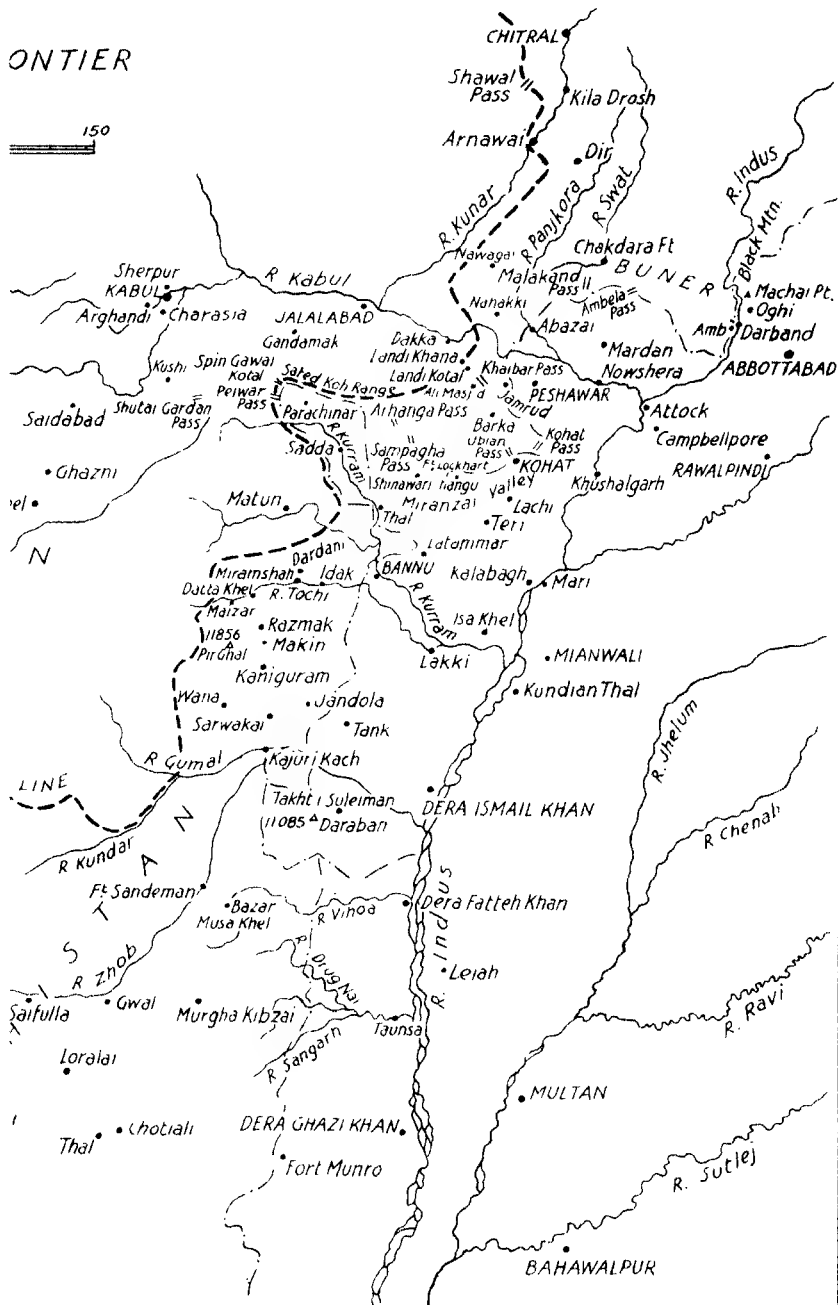 ONTIER
150
CHITRAL
Shawal
Pass
Kila Drosh
Arnawai
Dir
R. Kunar
R. Panjkora
R. Swat
R. Indus
Black Mtn.
Nawagai
Chakdara Ft
Malakand
Pass
BUNER
Ambela
Pass
Machai Pt.
Oghi
Amb
Darband
ABBOTTABAD
Sherpur
KABUL
R Kabul
Arghandi
Charasia
JALALABAD
Gandamak
Nanakki
Abazai
Dakka
Landi Khana
Landi Kotal
Khaibar Pass
Ali Masjid
Jamrud
Mardan
Nowshera
PESHAWAR
Attock
Campbellpore
RAWALPINDI
Kushi
Spin Gawai
Kotal
Peiwar
Pass
Safed Koh Range
Shutar Gardan
Pass
Parachinar
Arhanga Pass
Barka
Ublan
Pass
Kohat
Pass
Saidabad
Sadda
R Kurram
Sampagha
Pass
Ft Lockhart
KOHAT
Shinawari
Hangu
Valley
Miranzai
Khushalgarh
Ghazni
Lachi
Teri
Matun
Thal
Latammar
N
Dardani
Miramshah
Idak
BANNU
Kalabagh
Mari
Datta Khel
R. Tochi
Maizar
R Kurram
Isa Khel
11856
Pir Ghal
Razmak
Makin
Lakki
MIANWALI
Kaniguram
Kundian Thal
Wana
Jandola
Sarwakai
Tank
R. Jhelum
R Gumal
Kajuri Kach
LINE
DERA ISMAIL KHAN
Takht i Suleiman
11085
Daraban
R Chenab
R Kundar
STAN
Ft. Sandeman
Bazar
Musa Khel
R Vihoa
Dera Fatteh Khan
R. Indus
R Zhob
R. Drug Nai
Leiah
Saifulla
Gwal
Murgha Kibzai
Taunsa
R. Ravi
R Sangarh
Loralai
MULTAN
Thal
Chotiali
DERA GHAZI KHAN
Fort Munro
R. Sutlej
BAHAWALPUR